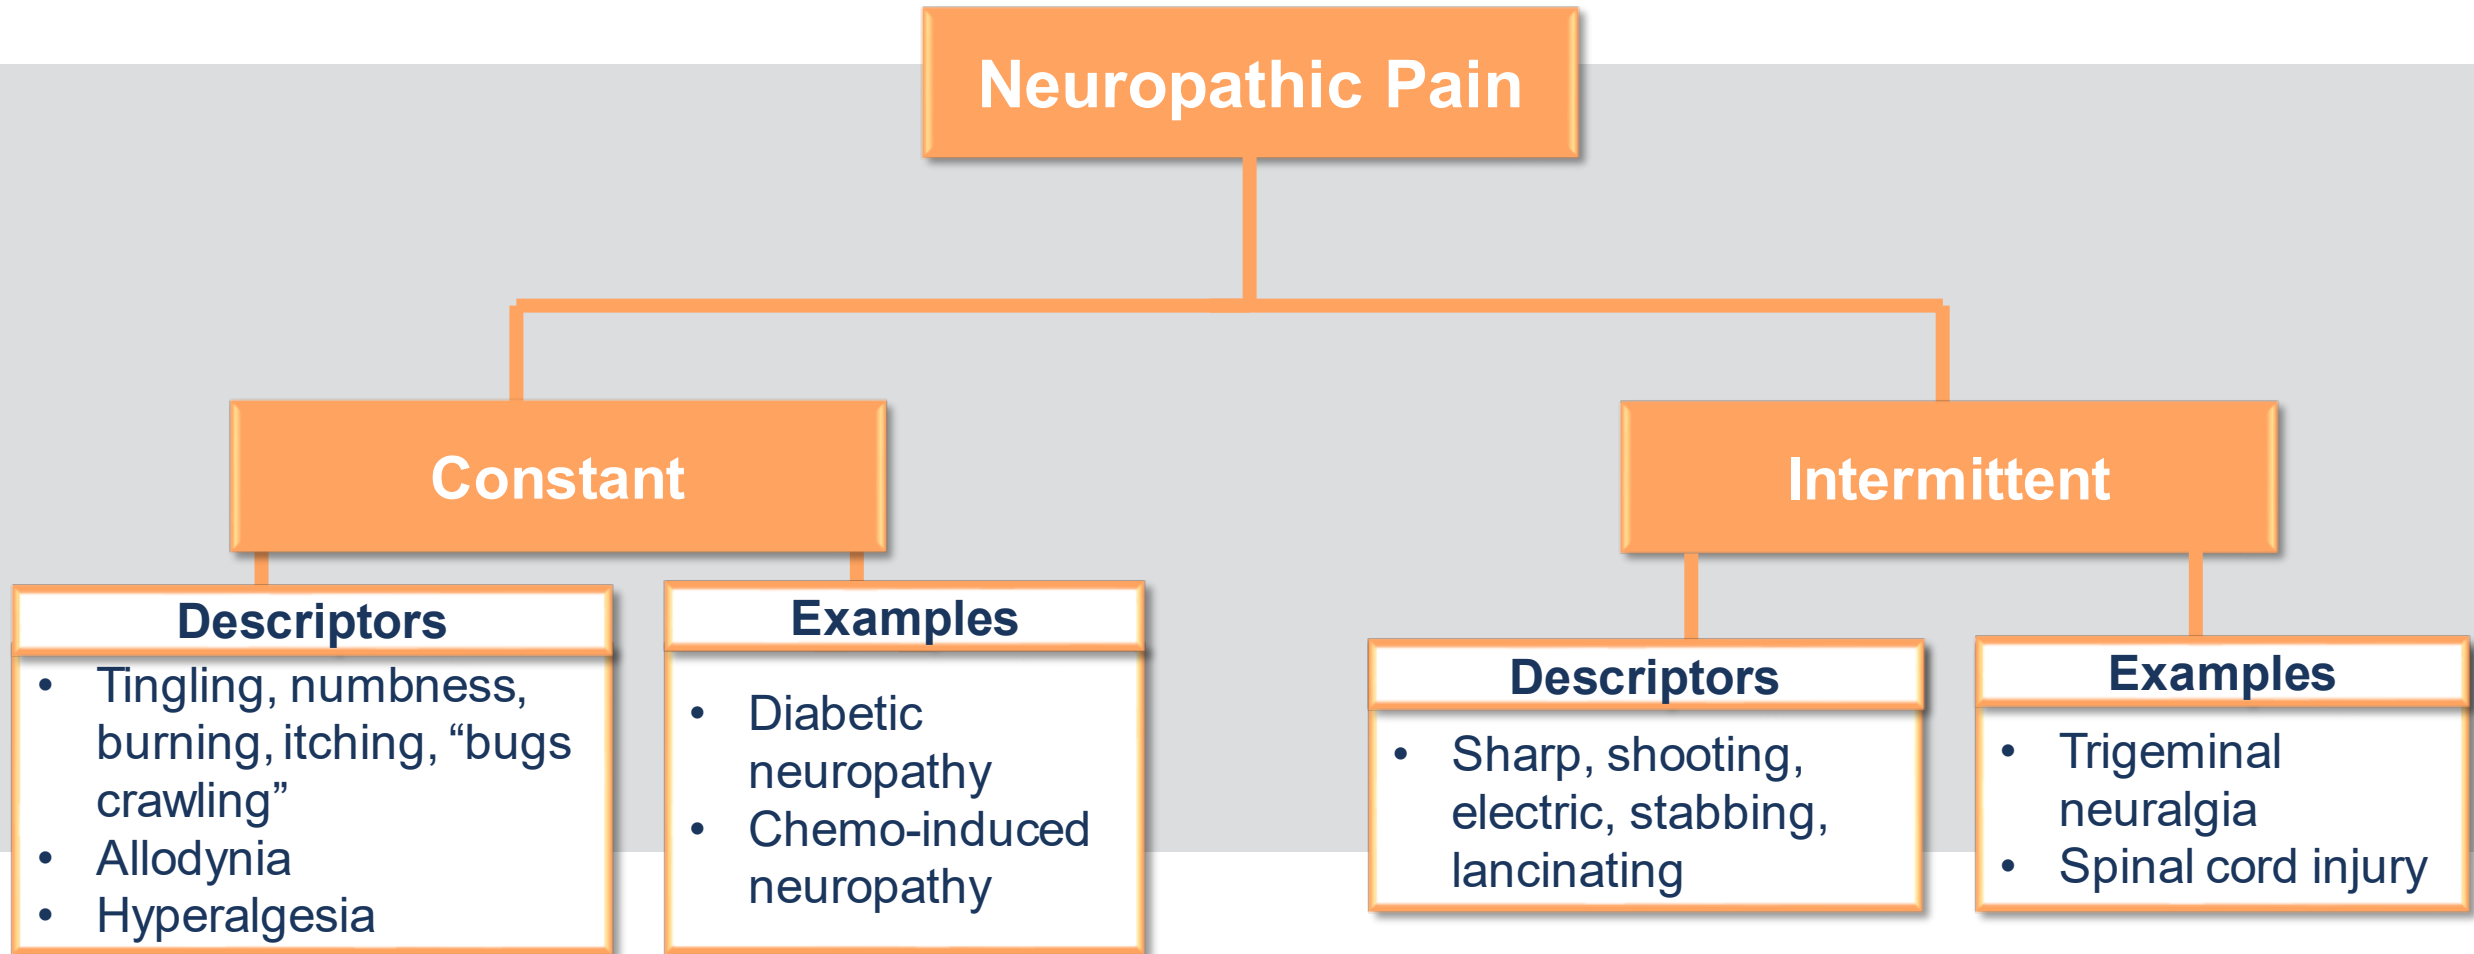 Neuropathic Pain
Constant
Intermittent
Descriptors
• Tingling, numbness,
burning, itching, “bugs
crawling”
• Allodynia
• Hyperalgesia
Examples
• Diabetic
neuropathy
• Chemo-induced
neuropathy
Descriptors
• Sharp, shooting,
electric, stabbing,
lancinating
Examples
• Trigeminal
neuralgia
• Spinal cord injury